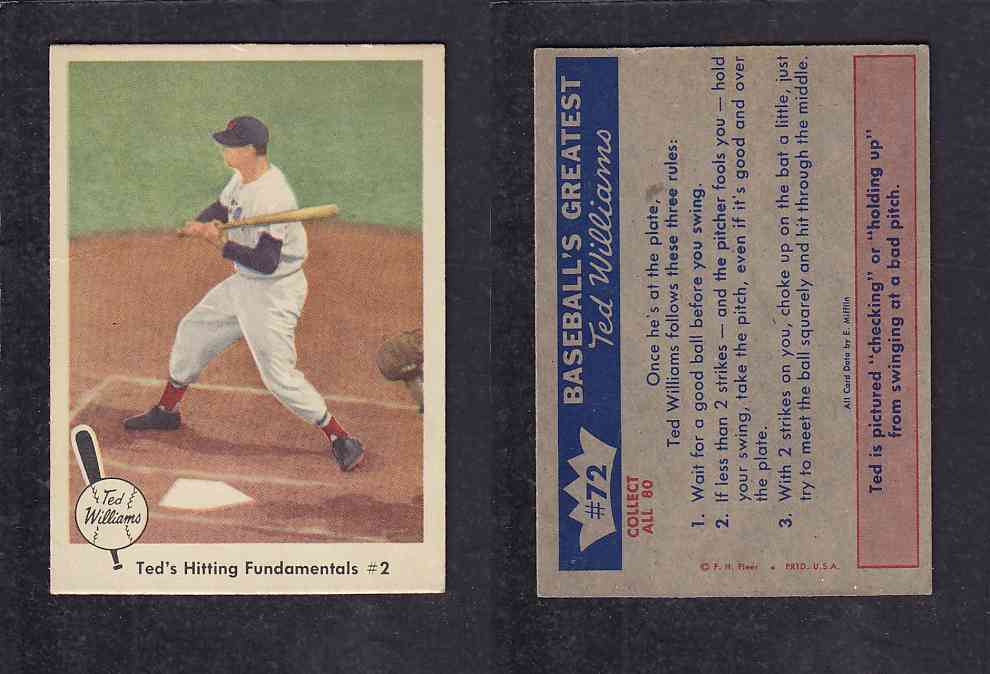 Ted
Williams
Ted's Hitting Fundamentals #2
#72
BASEBALL'S GREATEST
Ted Williams
COLLECT
ALL 80
Once he's at the plate,
Ted Williams follows these three rules:
1. Wait for a good ball before you swing.
2. If less than 2 strikes — and the pitcher fools you — hold
your swing, take the pitch, even if it's good and over
the plate.
3. With 2 strikes on you, choke up on the bat a little, just
try to meet the ball squarely and hit through the middle.
All Card Data by E. Mifflin
© F. H. Fleer • PRTD. U.S.A.
Ted is pictured "checking" or "holding up"
from swinging at a bad pitch.